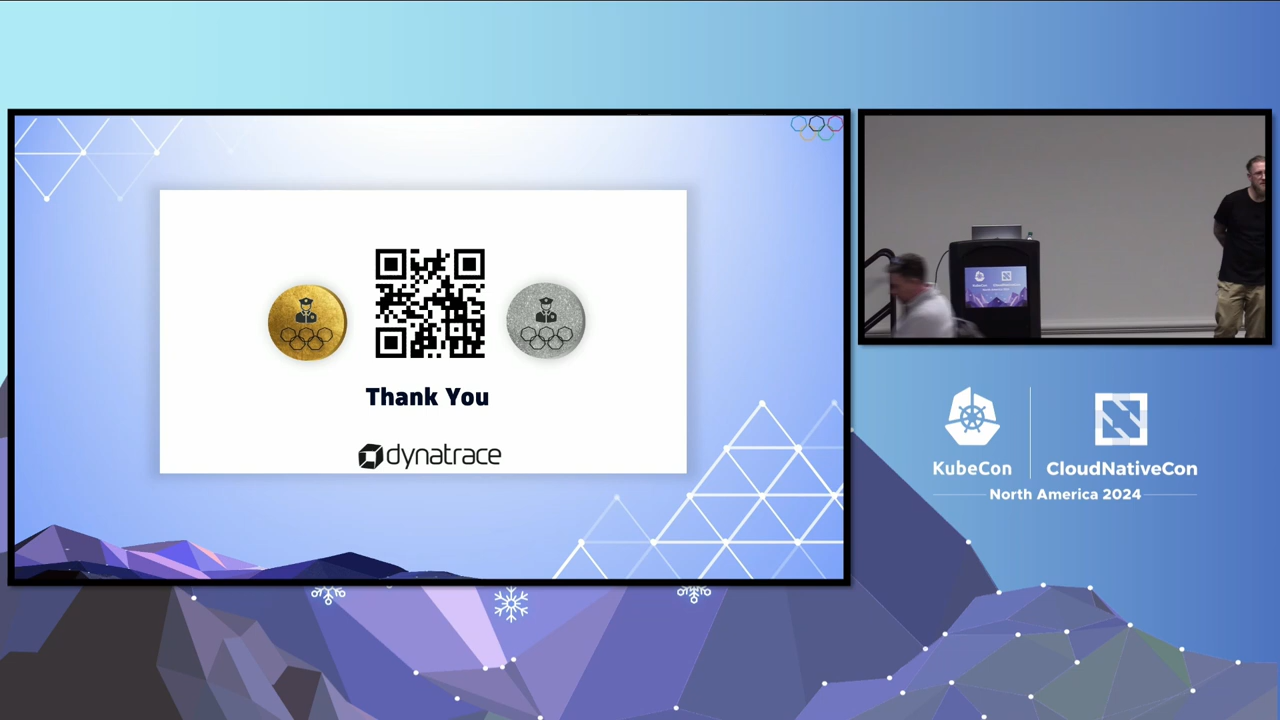 Thank You
dynatrace
KubeCon
CloudNativeCon
North America 2024